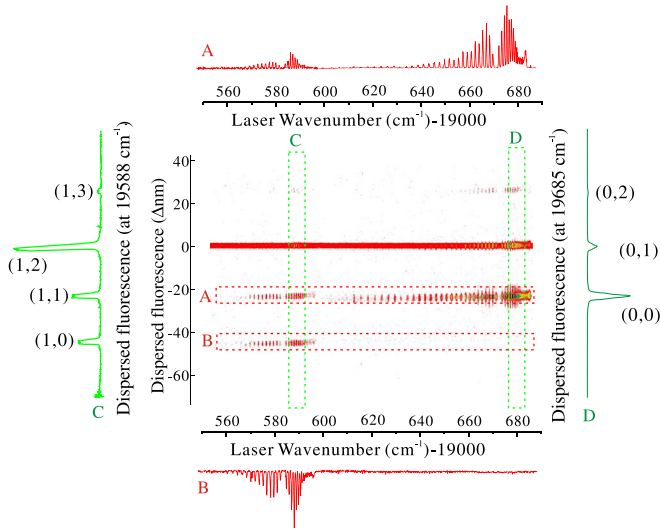 A
560 580 600 620 640 660 680
Laser Wavenumber (cm-1)-19000
C
D
40
20
0
-20
-40
-60
Dispersed fluorescence (Δnm)
A
B
(1,3)
(1,2)
(1,1)
(1,0)
C
Dispersed fluorescence (at 19588 cm-1)
Dispersed fluorescence (at 19685 cm-1)
(0,2)
(0,1)
(0,0)
D
560 580 600 620 640 660 680
Laser Wavenumber (cm-1)-19000
B